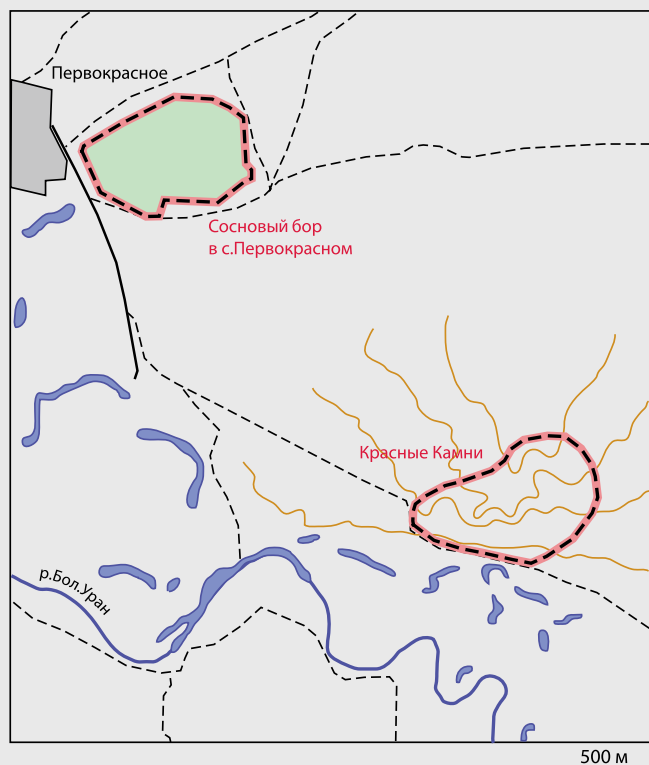 Первокрасное
Сосновый бор
в с.Первокрасном
Красные Камни
р.Бол.Уран
500 м